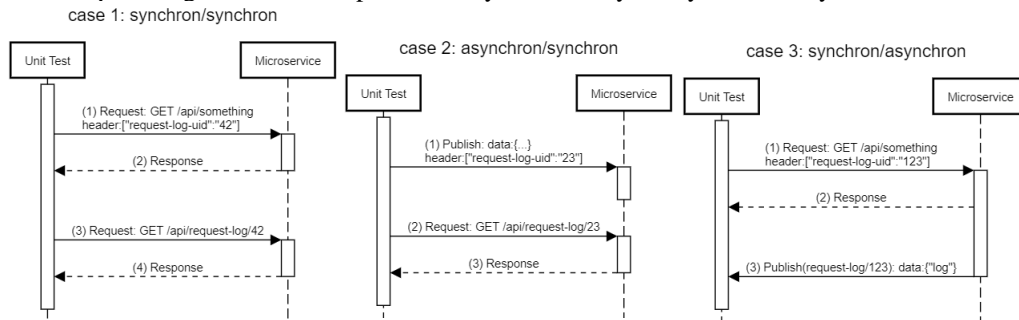 case 1: synchron/synchron
Unit Test
Microservice
(1) Request: GET /api/something
header:["request-log-uid":"42"]
(2) Response
(3) Request: GET /api/request-log/42
(4) Response
case 2: asynchron/synchron
Unit Test
Microservice
(1) Publish: data:{...}
header:["request-log-uid":"23"]
(2) Request: GET /api/request-log/23
(3) Response
case 3: synchron/asynchron
Unit Test
Microservice
(1) Request: GET /api/something
header:["request-log-uid":"123"]
(2) Response
(3) Publish(request-log/123): data:{"log"}